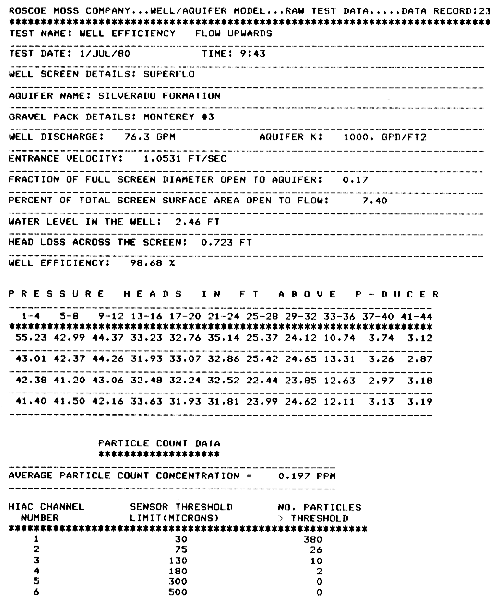 ROSCOE MOSS COMPANY...WELL/AQUIFER MODEL...RAW TEST DATA.....DATA RECORD:23
TEST NAME: WELL EFFICIENCY   FLOW UPWARDS
TEST DATE: 1/JUL/80   TIME: 9:43
WELL SCREEN DETAILS: SUPERFLO
AQUIFER NAME: SILVERADO FORMATION
GRAVEL PACK DETAILS: MONTEREY #3
WELL DISCHARGE:   76.3 GPM   AQUIFER K:   1000. GPD/FT2
ENTRANCE VELOCITY:   1.0531 FT/SEC
FRACTION OF FULL SCREEN DIAMETER OPEN TO AQUIFER:   0.17
PERCENT OF TOTAL SCREEN SURFACE AREA OPEN TO FLOW:   7.40
WATER LEVEL IN THE WELL:  2.46 FT
HEAD LOSS ACROSS THE SCREEN:  0.723 FT
WELL EFFICIENCY:   98.68 %
P R E S S U R E   H E A D S   I N   F T   A B O V E   P - D U C E R
1-4   5-8   9-12 13-16 17-20 21-24 25-28 29-32 33-36 37-40 41-44
55.23 42.99 44.37 33.23 32.76 35.14 25.37 24.12 10.74  3.74  3.12
43.01 42.37 44.26 31.93 33.07 32.86 25.42 24.65 13.31  3.26  2.87
42.38 41.20 43.06 32.48 32.24 32.52 22.44 23.85 12.63  2.97  3.18
41.40 41.50 42.16 33.63 31.93 31.81 23.99 24.62 12.11  3.13  3.19
PARTICLE COUNT DATA
AVERAGE PARTICLE COUNT CONCENTRATION -   0.197 PPM
HIAC CHANNEL   SENSOR THRESHOLD   NO. PARTICLES
NUMBER   LIMIT(MICRONS)   > THRESHOLD
1   30   380
2   75   26
3   130   10
4   180   2
5   300   0
6   500   0